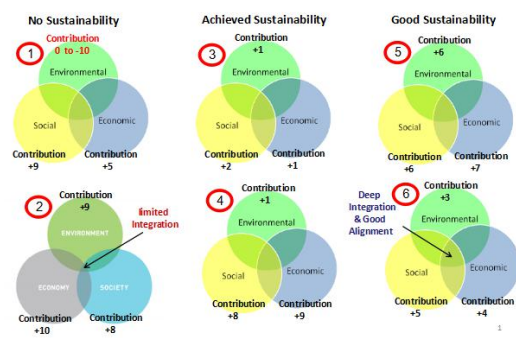 No Sustainability
Achieved Sustainability
Good Sustainability
1
Contribution
0 to -10
Environmental
Social
Economic
Contribution
+9
Contribution
+5
3
Contribution
+1
Environmental
Social
Economic
Contribution
+2
Contribution
+1
5
Contribution
+6
Environmental
Social
Economic
Contribution
+6
Contribution
+7
2
Contribution
+9
limited
Integration
ENVIRONMENT
ECONOMY
SOCIETY
Contribution
+10
Contribution
+8
4
Contribution
+1
Environmental
Social
Economic
Contribution
+8
Contribution
+9
Deep
Integration
& Good
Alignment
6
Contribution
+3
Environmental
Social
Economic
Contribution
+5
Contribution
+4
1